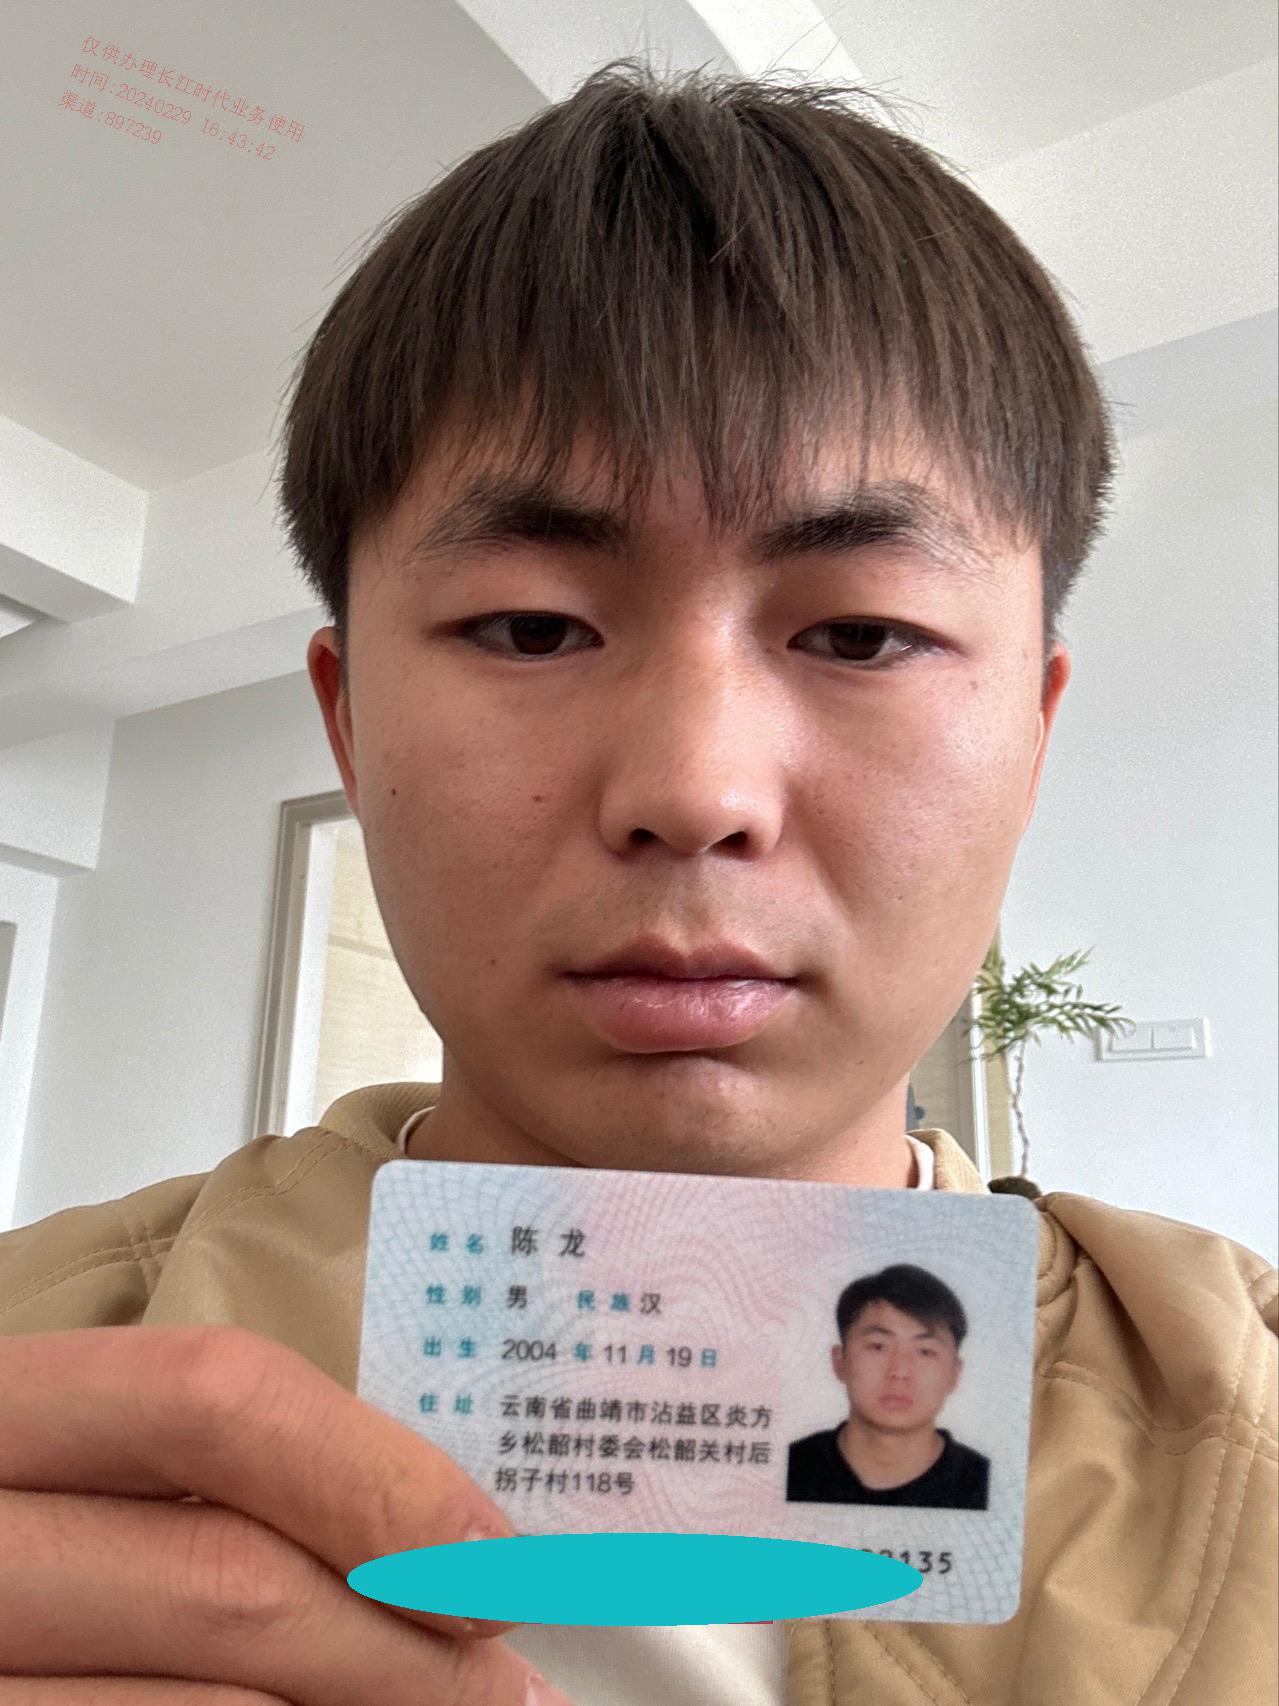 仅供办理长江时代业务使用
时间:20240229 16:43:42
渠道:897239
姓名 陈龙
性别 男 民族 汉
出生 2004 年 11 月 19 日
住址 云南省曲靖市沾益区炎方
乡松韶村委会松韶关村后
拐子村118号
135